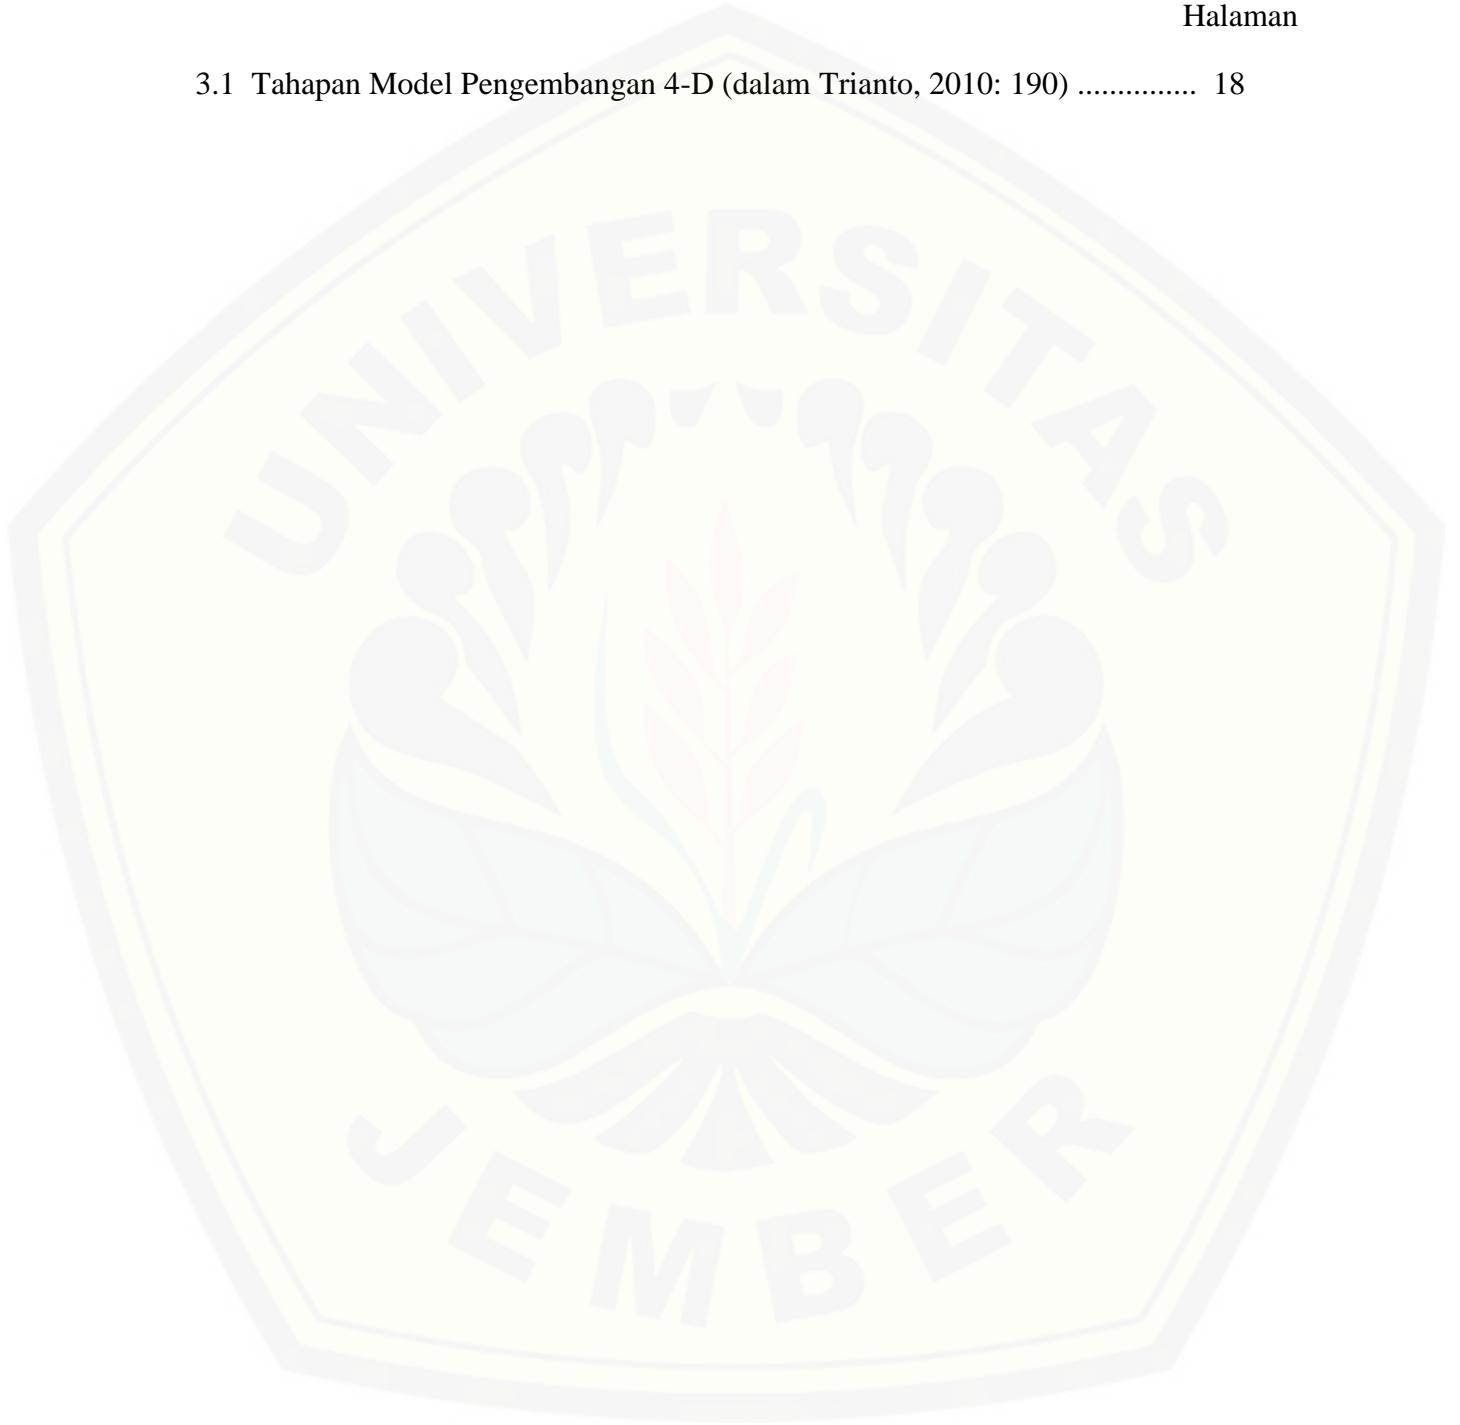 Halaman
3.1 Tahapan Model Pengembangan 4-D (dalam Trianto, 2010: 190) ............... 18
UNIVERSITAS
JEMBER